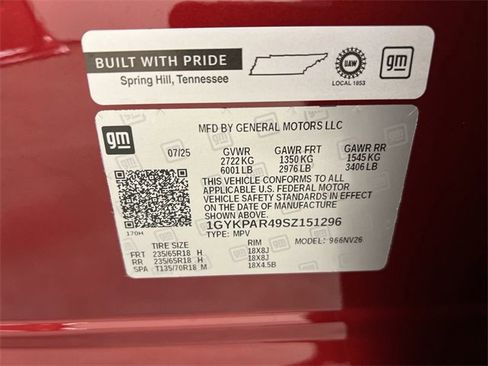 BUILT WITH PRIDE
Spring Hill, Tennessee
UAW
LOCAL 1853
gm
gm
MFD BY GENERAL MOTORS LLC
07/25 GVWR GAWR FRT GAWR RR
2722 KG 1350 KG 1545 KG
6001 LB 2976 LB 3406 LB
THIS VEHICLE CONFORMS TO ALL
APPLICABLE U.S. FEDERAL MOTOR
VEHICLE SAFETY STANDARDS IN EFFECT
ON THE DATE OF MANUFACTURE SHOWN ABOVE.
1GYKPAR49SZ151296
170H TYPE: MPV MODEL: 966NV26
TIRE SIZE RIM
FRT 235/65R18 H 18X8J
RR 235/65R18 H 18X8J
SPA T135/70R18 M 18X4.5B